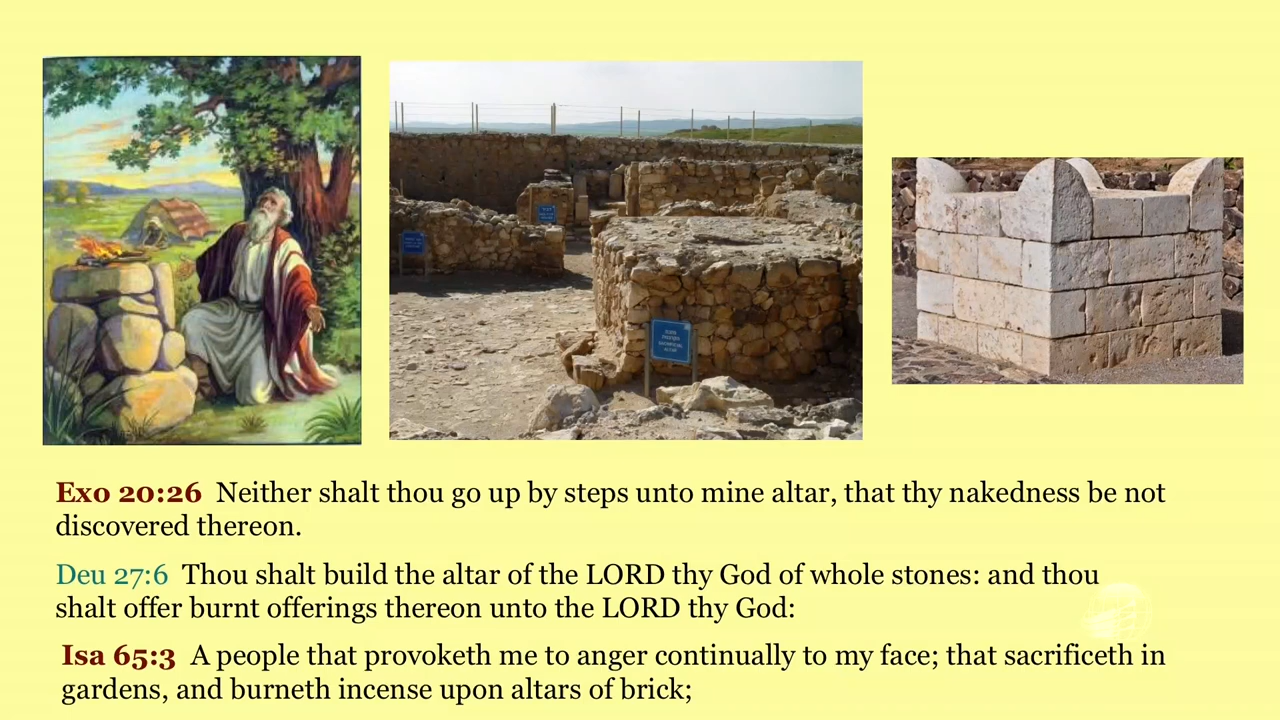 Exo 20:26 Neither shalt thou go up by steps unto mine altar, that thy nakedness be not
discovered thereon.
Deu 27:6 Thou shalt build the altar of the LORD thy God of whole stones: and thou
shalt offer burnt offerings thereon unto the LORD thy God:
Isa 65:3 A people that provoketh me to anger continually to my face; that sacrificeth in
gardens, and burneth incense upon altars of brick;